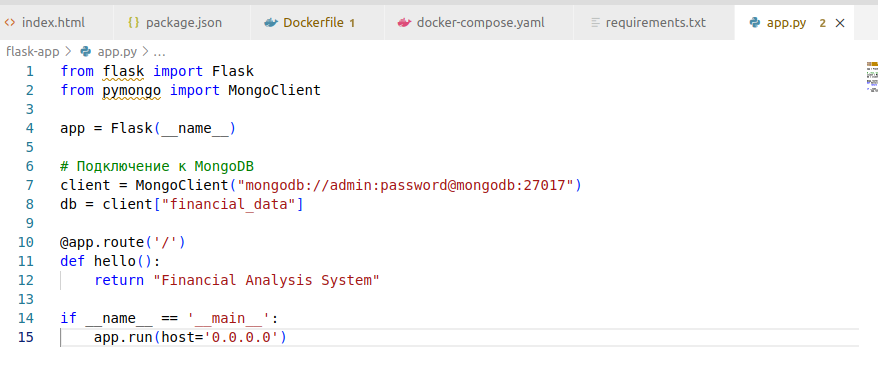 index.html package.json Dockerfile 1 docker-compose.yaml requirements.txt app.py 2
flask-app > app.py > ...
1 from flask import Flask
2 from pymongo import MongoClient
3
4 app = Flask(__name__)
5
6 # Подключение к MongoDB
7 client = MongoClient("mongodb://admin:password@mongodb:27017")
8 db = client["financial_data"]
9
10 @app.route('/')
11 def hello():
12     return "Financial Analysis System"
13
14 if __name__ == '__main__':
15     app.run(host='0.0.0.0')